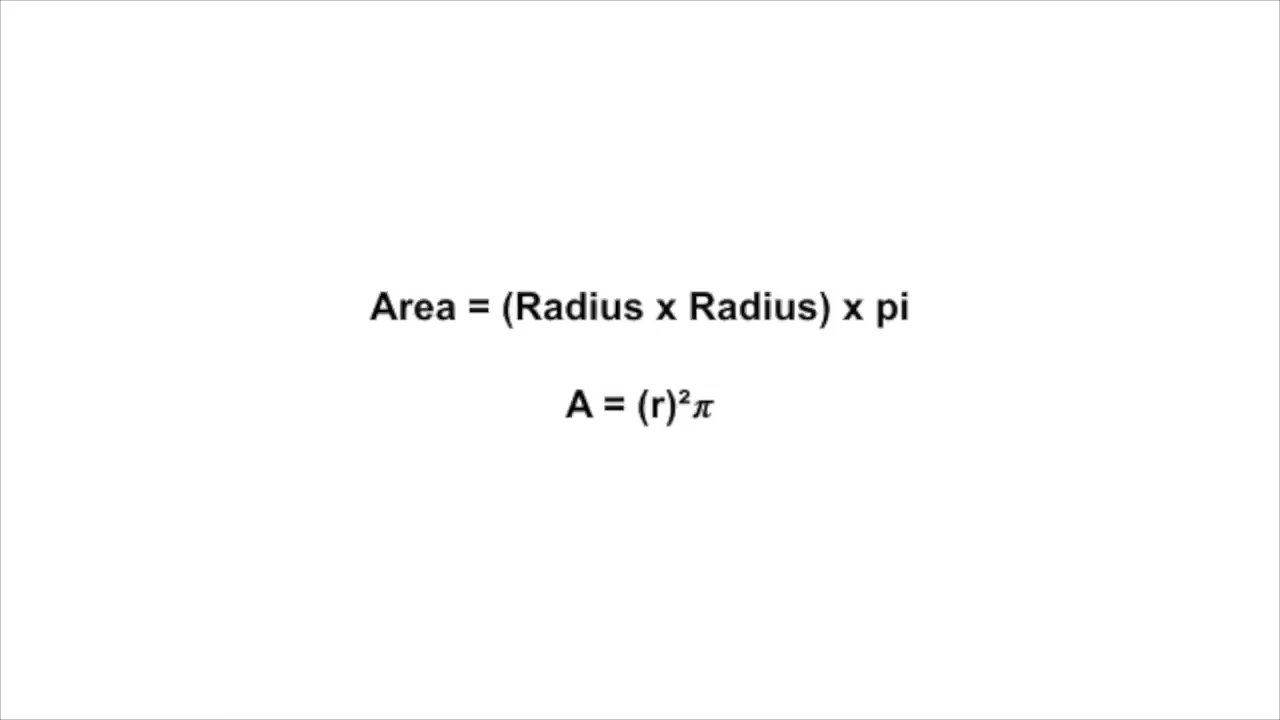 Area = (Radius x Radius) x pi
A = (r)²π